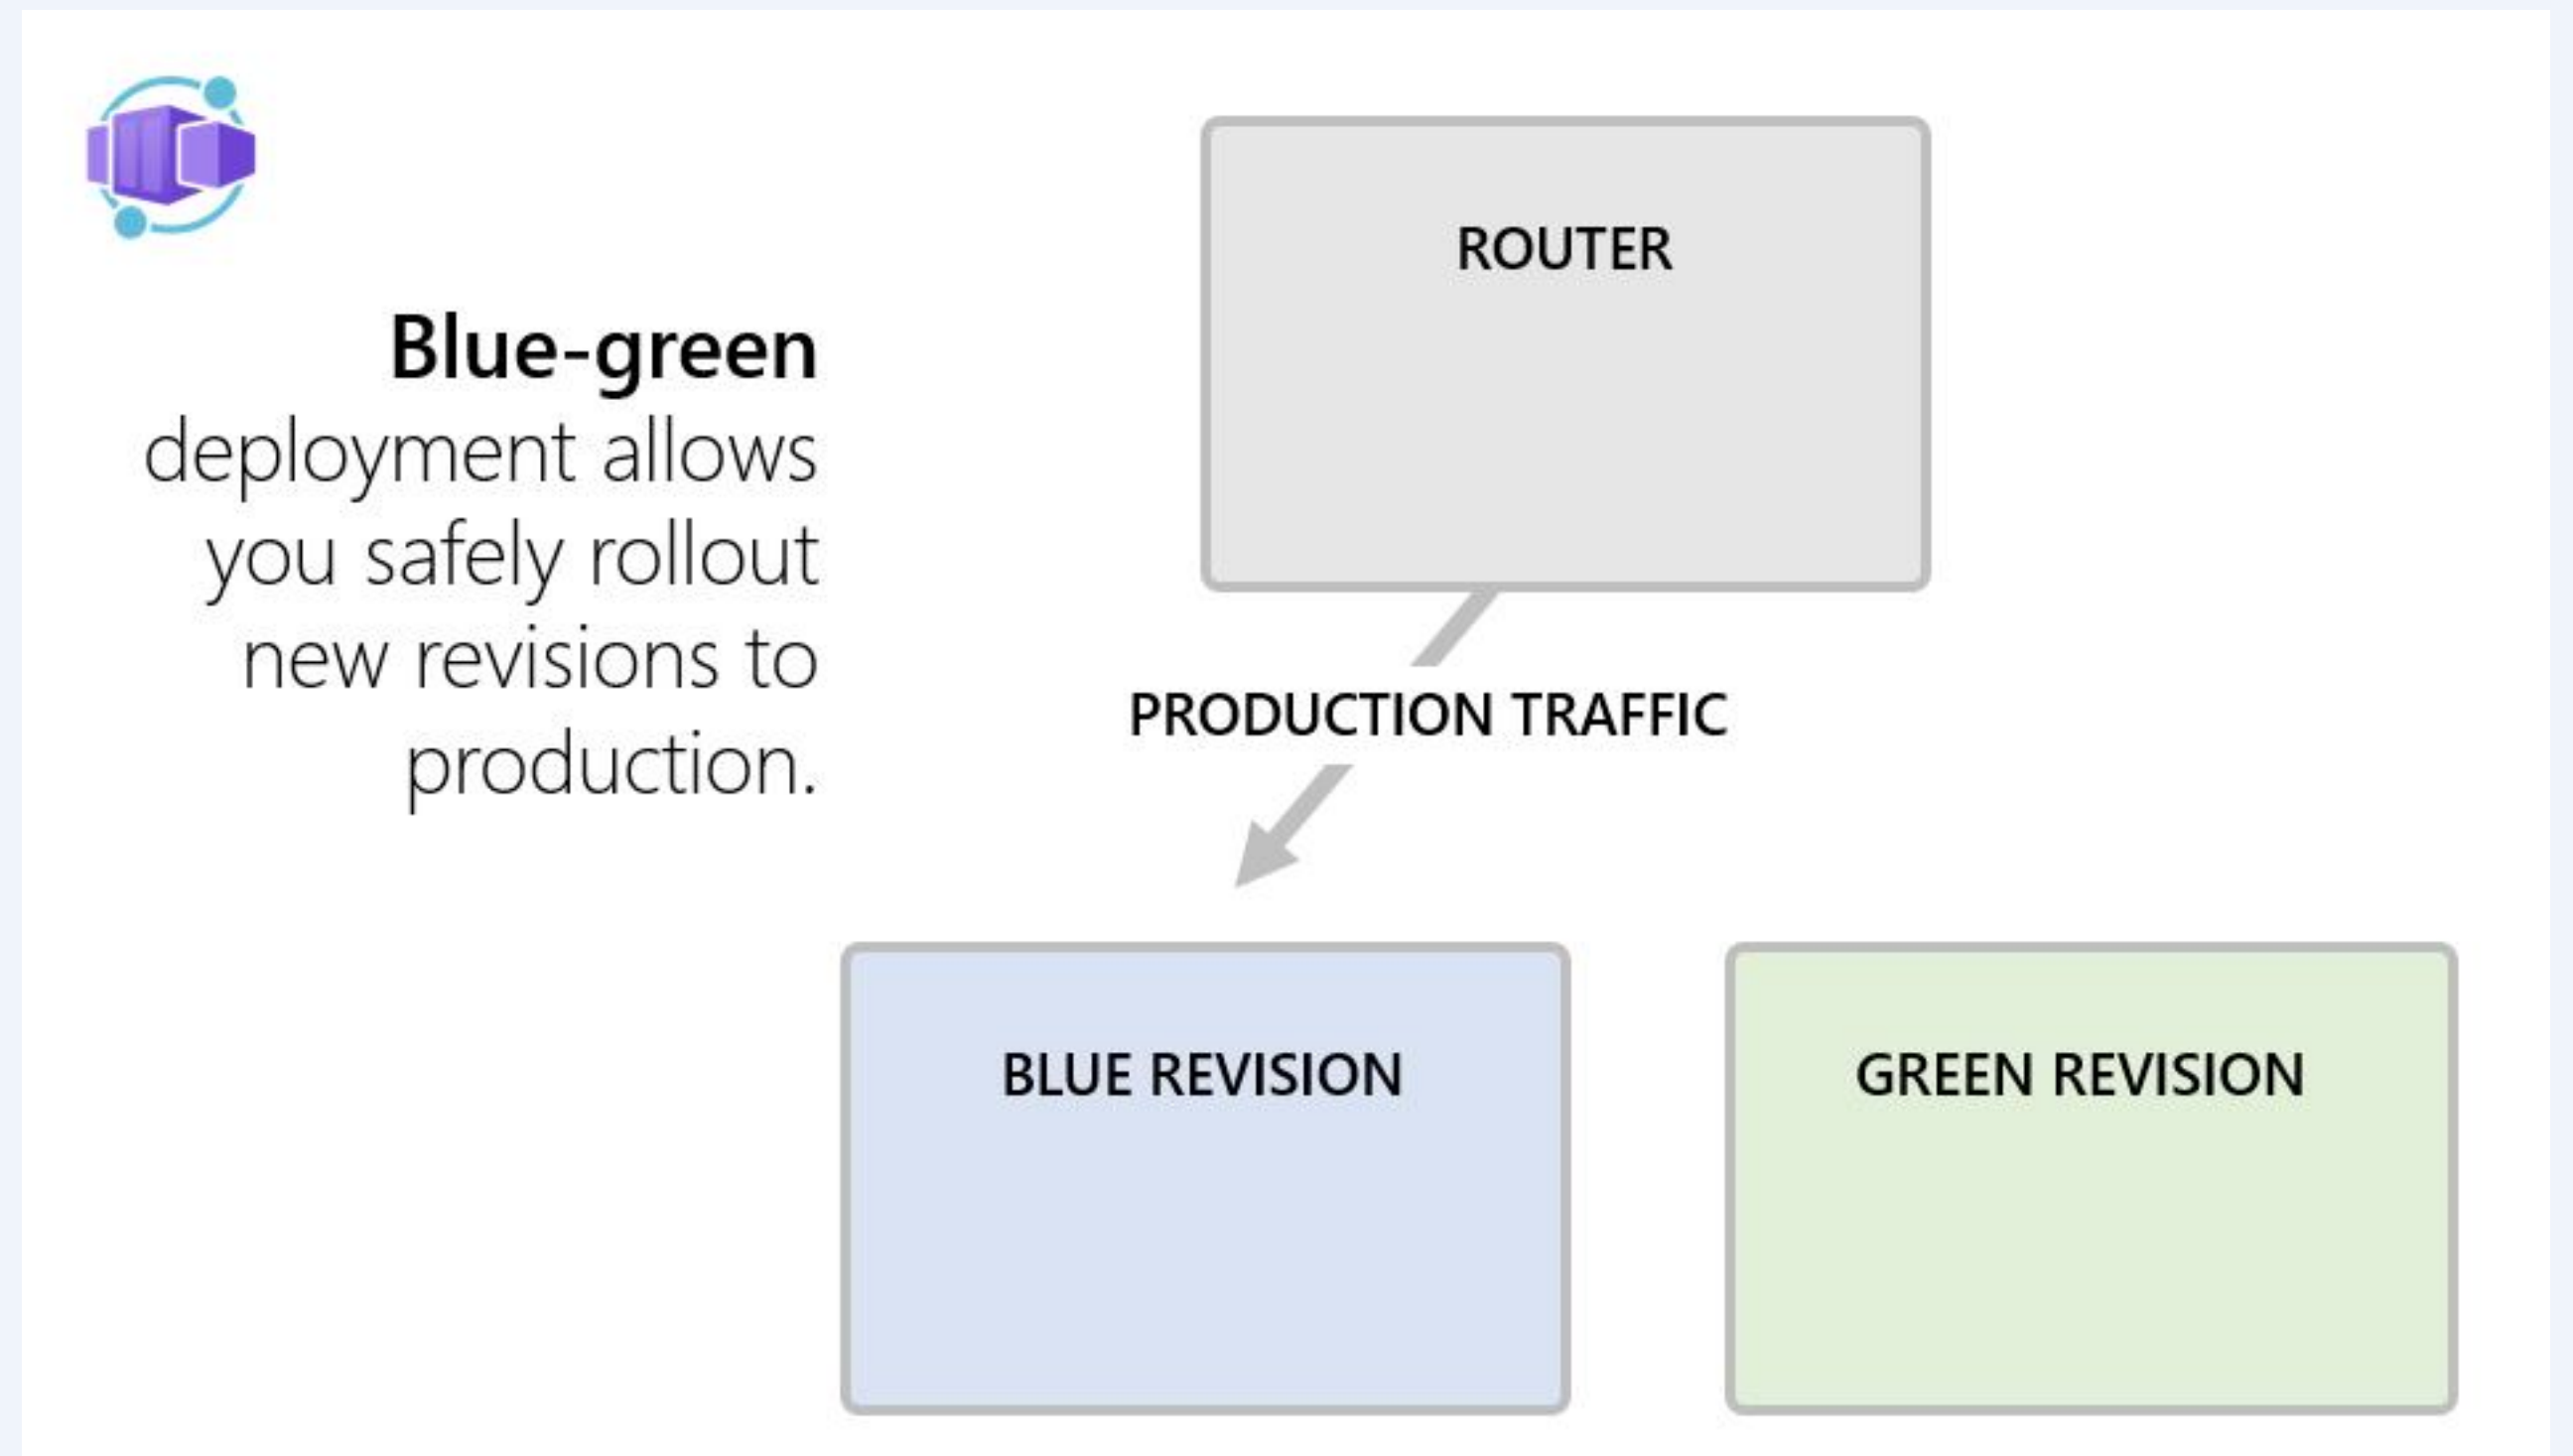 Blue-green
deployment allows
you safely rollout
new revisions to
production.
ROUTER
PRODUCTION TRAFFIC
BLUE REVISION
GREEN REVISION